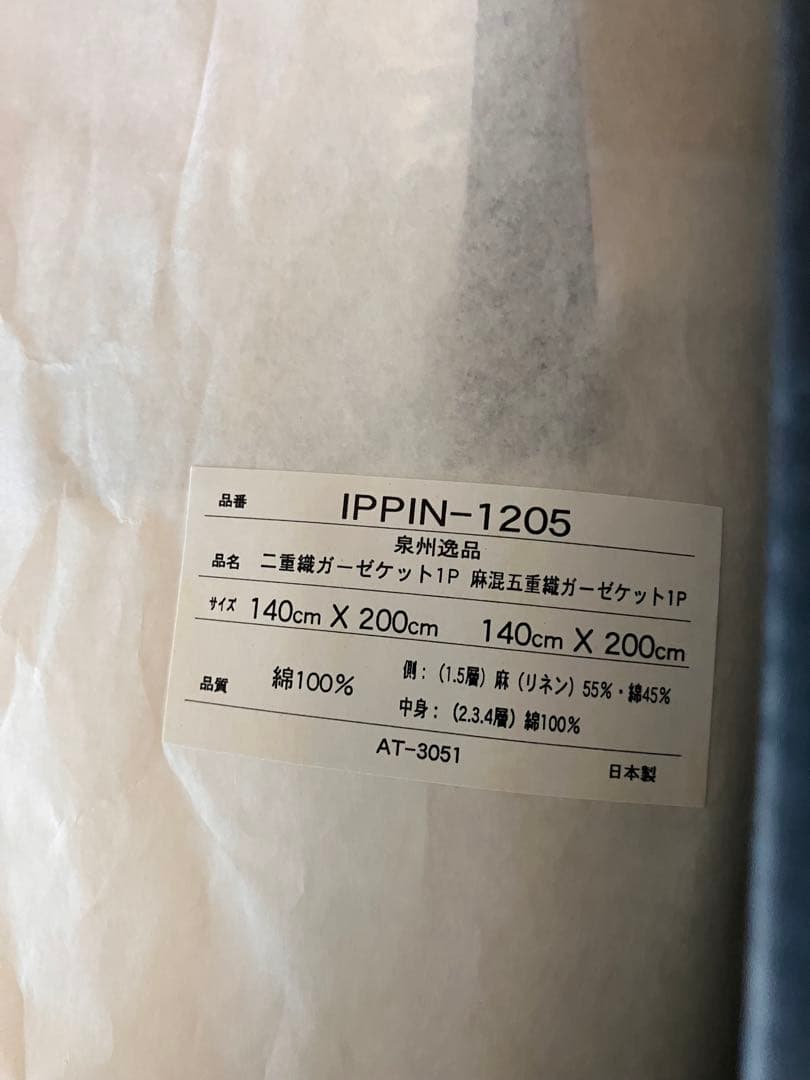 品番 IPPIN-1205
泉州逸品
品名 二重織ガーゼケット1P 麻混五重織ガーゼケット1P
サイズ 140cm X 200cm 140cm X 200cm
品質 綿100% 側：（1.5層）麻（リネン）55%・綿45%
中身：（2.3.4層）綿100%
AT-3051
日本製